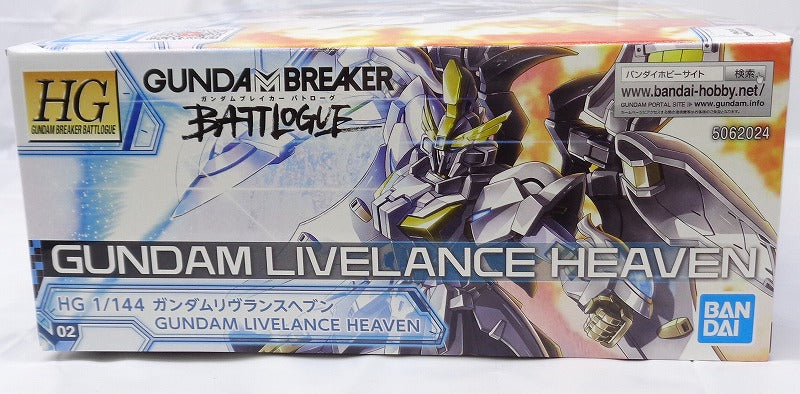 HG
GUNDAM BREAKER BATTLOGUE
GUNDAM BREAKER
ガンダムブレイカー バトローグ
BATTLOGUE
バンダイホビーサイト 検索
www.bandai-hobby.net/
GUNDAM PORTAL SITE www.gundam.info
5062024
GUNDAM LIVELANCE HEAVEN
HG 1/144 ガンダムリヴランスヘブン
02 GUNDAM LIVELANCE HEAVEN
BAN
DAI